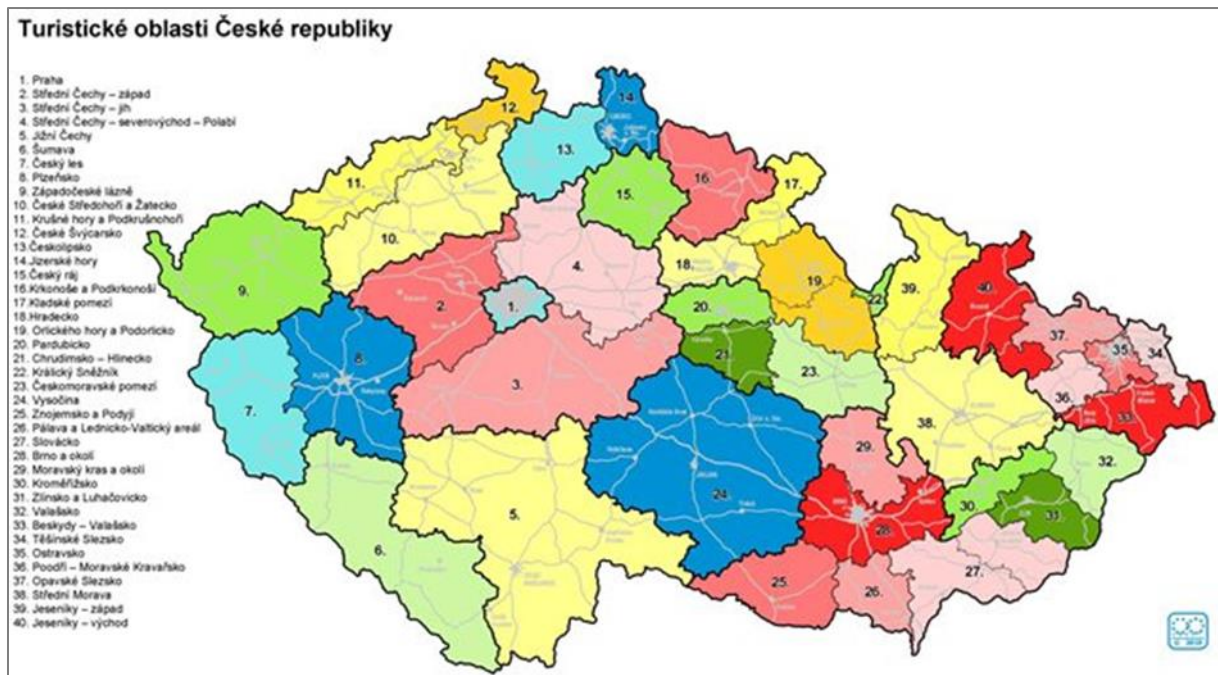 Turistické oblasti České republiky
1. Praha
2. Střední Čechy – západ
3. Střední Čechy – jih
4. Střední Čechy – severovýchod – Polabí
5. Jižní Čechy
6. Šumava
7. Český les
8. Plzeňsko
9. Západočeské lázně
10. České Středohoří a Žatecko
11. Krušné hory a Podkrušnohoří
12. České Švýcarsko
13. Českolipsko
14. Jizerské hory
15. Český ráj
16. Krkonoše a Podkrkonoší
17. Kladské pomezí
18. Hradecko
19. Orlického hory a Podorlicko
20. Pardubicko
21. Chrudimsko – Hlinecko
22. Králický Sněžník
23. Českomoravské pomezí
24. Vysočina
25. Znojemsko a Podyjí
26. Pálava a Lednicko-Valtický areál
27. Slovácko
28. Brno a okolí
29. Moravský kras a okolí
30. Kroměřížsko
31. Zlínsko a Luhačovicko
32. Valašsko
33. Beskydy – Valašsko
34. Těšínské Slezsko
35. Ostravsko
36. Poodří – Moravské Kravařsko
37. Opavské Slezsko
38. Střední Morava
39. Jeseníky – západ
40. Jeseníky – východ
12.
14.
13.
11.
16.
17.
15.
10.
4.
18.
19.
39.
40.
9.
2.
1.
20.
22.
37.
35.
34.
8.
21.
23.
36.
33.
3.
7.
38.
29.
32.
24.
5.
30.
31.
28.
6.
27.
25.
26.